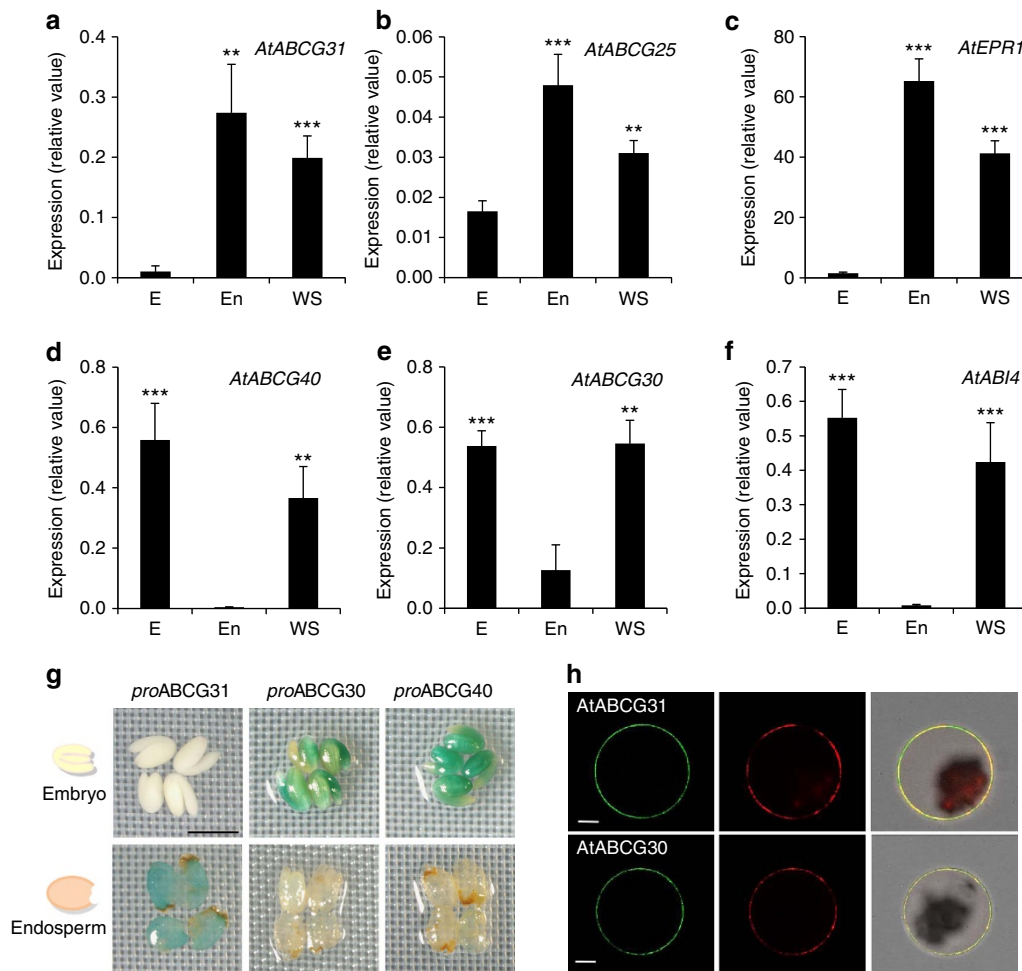 a
AtABCG31
Expression (relative value)
0.4
0.3
0.2
0.1
0.0
**
***
E En WS
b
AtABCG25
Expression (relative value)
0.06
0.05
0.04
0.03
0.02
0.01
0.00
***
**
E En WS
c
AtEPR1
Expression (relative value)
80
60
40
20
0
***
***
E En WS
d
AtABCG40
Expression (relative value)
0.8
0.6
0.4
0.2
0.0
***
**
E En WS
e
AtABCG30
Expression (relative value)
0.8
0.6
0.4
0.2
0.0
***
**
E En WS
f
AtABI4
Expression (relative value)
0.7
0.6
0.5
0.4
0.3
0.2
0.1
0.0
***
***
E En WS
g
proABCG31 proABCG30 proABCG40
Embryo
Endosperm
h
AtABCG31
AtABCG30